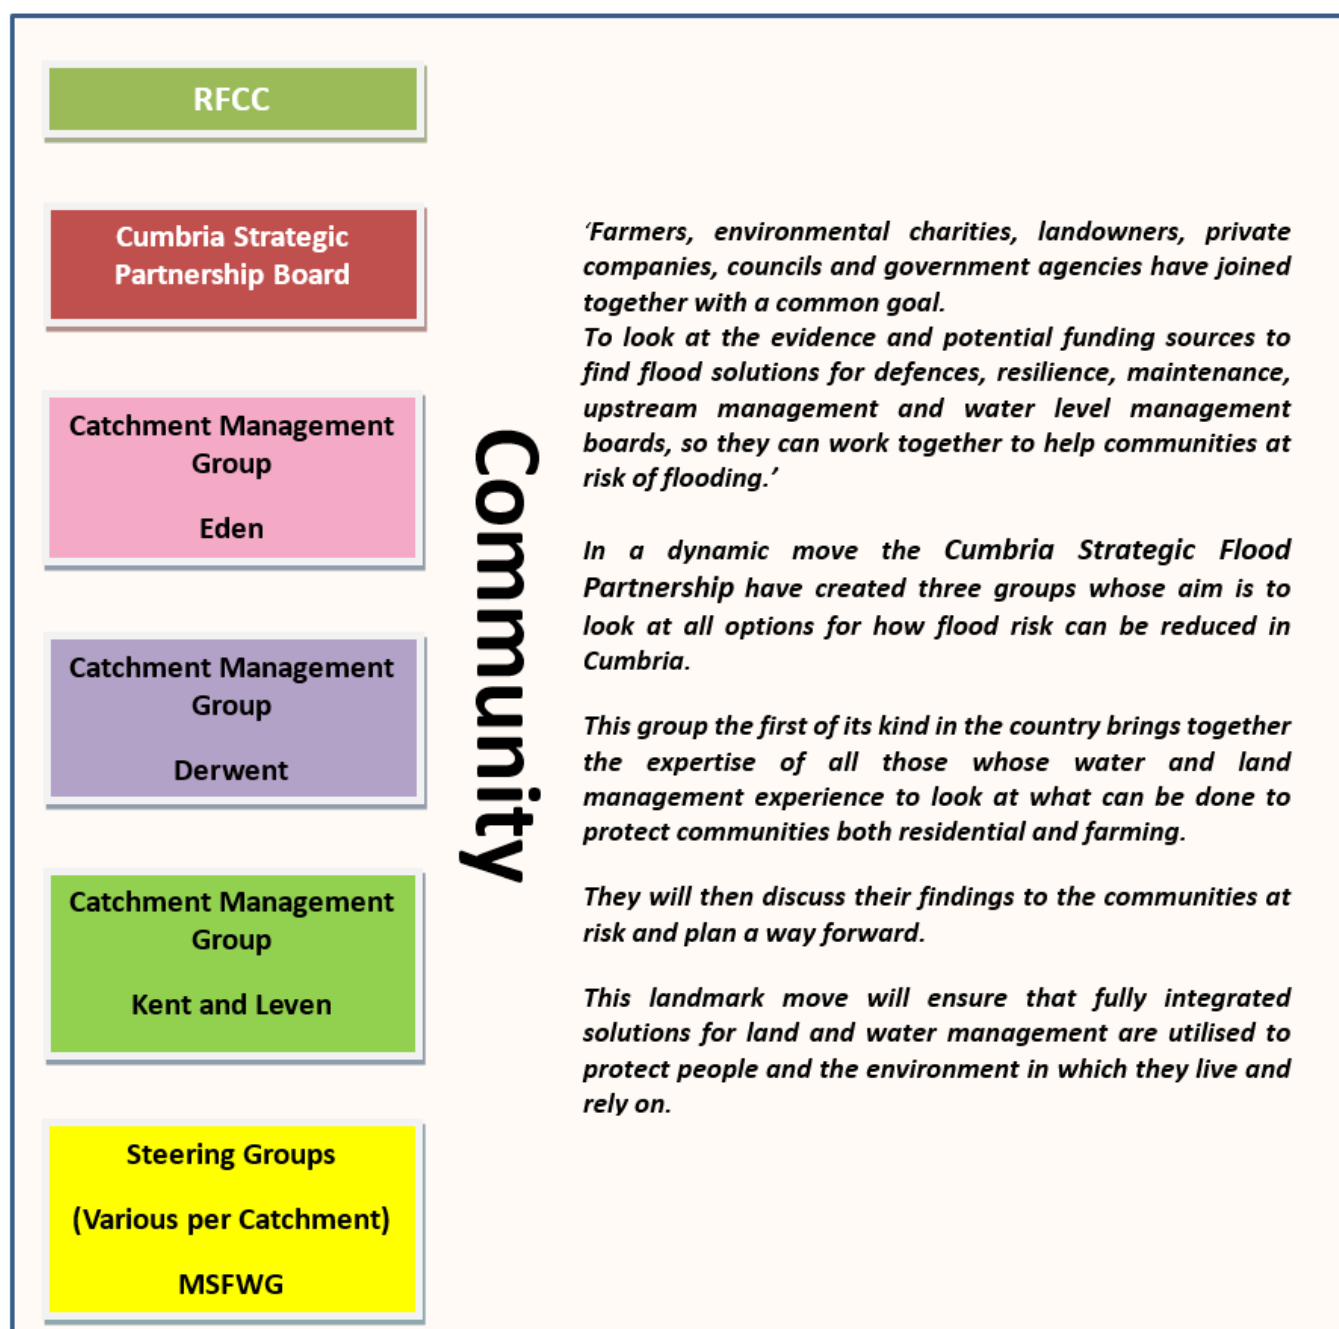 RFCC
Cumbria Strategic
Partnership Board
Catchment Management
Group
Eden
Catchment Management
Group
Derwent
Catchment Management
Group
Kent and Leven
Steering Groups
(Various per Catchment)
MSFWG
Community
‘Farmers, environmental charities, landowners, private
companies, councils and government agencies have joined
together with a common goal.
To look at the evidence and potential funding sources to
find flood solutions for defences, resilience, maintenance,
upstream management and water level management
boards, so they can work together to help communities at
risk of flooding.’
In a dynamic move the Cumbria Strategic Flood
Partnership have created three groups whose aim is to
look at all options for how flood risk can be reduced in
Cumbria.
This group the first of its kind in the country brings together
the expertise of all those whose water and land
management experience to look at what can be done to
protect communities both residential and farming.
They will then discuss their findings to the communities at
risk and plan a way forward.
This landmark move will ensure that fully integrated
solutions for land and water management are utilised to
protect people and the environment in which they live and
rely on.